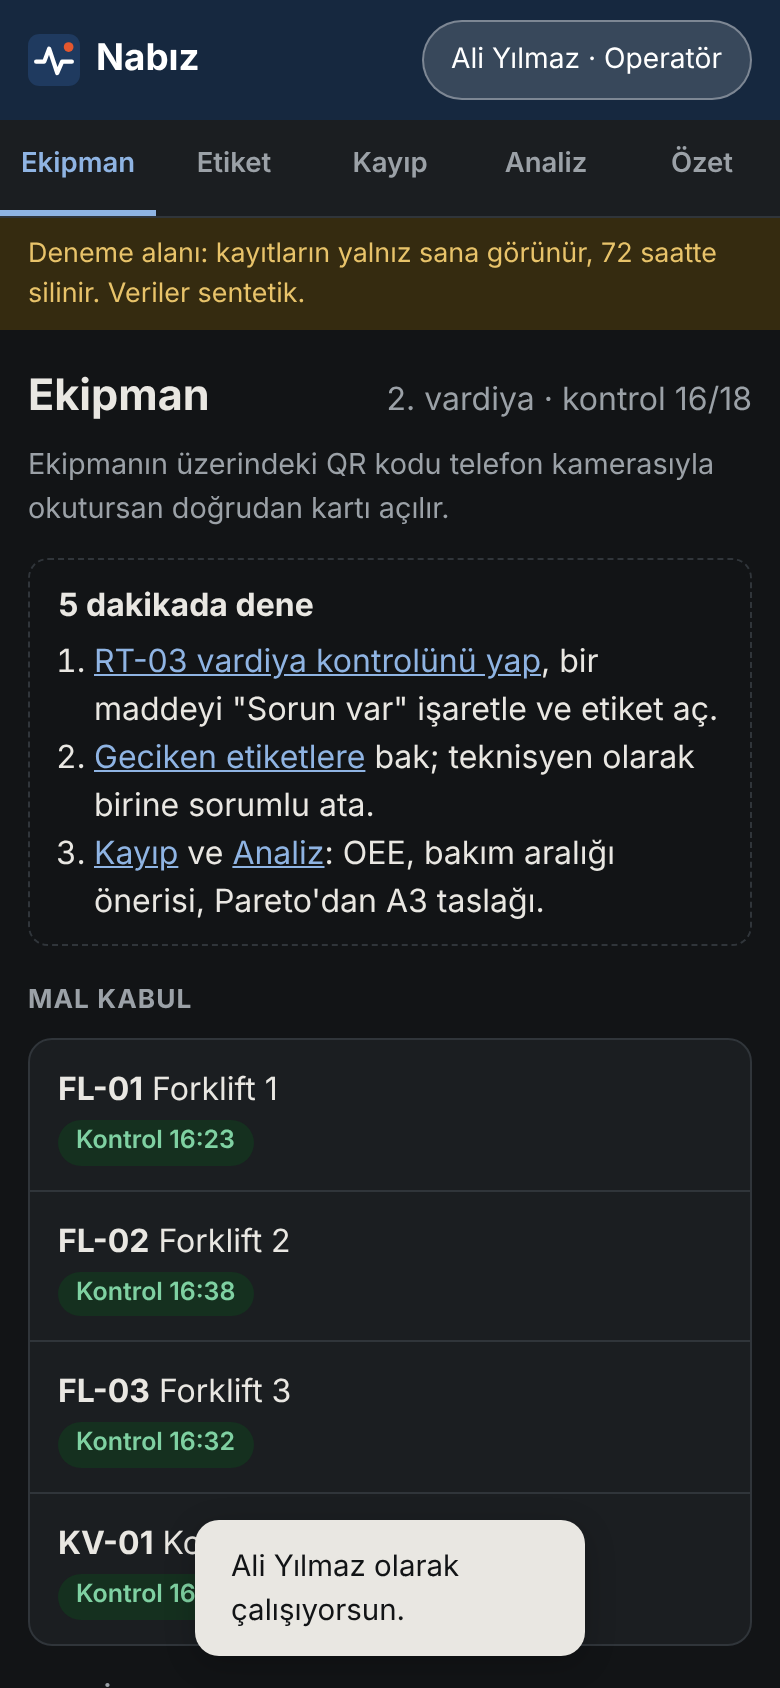 Nabız
Ali Yılmaz · Operatör
Ekipman
Etiket
Kayıp
Analiz
Özet
Deneme alanı: kayıtların yalnız sana görünür, 72 saatte
silinir. Veriler sentetik.
Ekipman
2. vardiya · kontrol 16/18
Ekipmanın üzerindeki QR kodu telefon kamerasıyla
okutursan doğrudan kartı açılır.
5 dakikada dene
1. RT-03 vardiya kontrolünü yap, bir
maddeyi "Sorun var" işaretle ve etiket aç.
2. Geciken etiketlere bak; teknisyen olarak
birine sorumlu ata.
3. Kayıp ve Analiz: OEE, bakım aralığı
önerisi, Pareto'dan A3 taslağı.
MAL KABUL
FL-01 Forklift 1
Kontrol 16:23
FL-02 Forklift 2
Kontrol 16:38
FL-03 Forklift 3
Kontrol 16:32
KV-01
Kontrol 16
Ali Yılmaz olarak
çalışıyorsun.